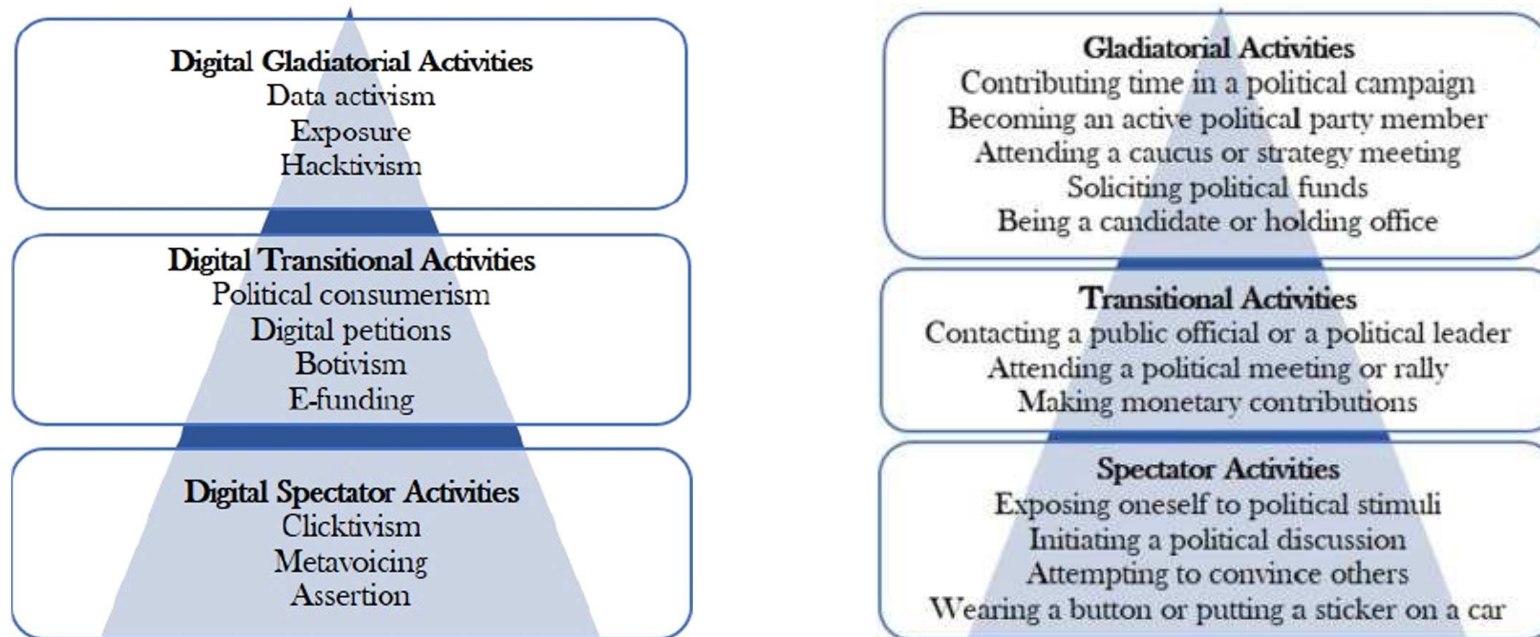 Digital Gladiatorial Activities
Data activism
Exposure
Hacktivism
Digital Transitional Activities
Political consumerism
Digital petitions
Botivism
E-funding
Digital Spectator Activities
Clicktivism
Metavoicing
Assertion
Gladiatorial Activities
Contributing time in a political campaign
Becoming an active political party member
Attending a caucus or strategy meeting
Soliciting political funds
Being a candidate or holding office
Transitional Activities
Contacting a public official or a political leader
Attending a political meeting or rally
Making monetary contributions
Spectator Activities
Exposing oneself to political stimuli
Initiating a political discussion
Attempting to convince others
Wearing a button or putting a sticker on a car